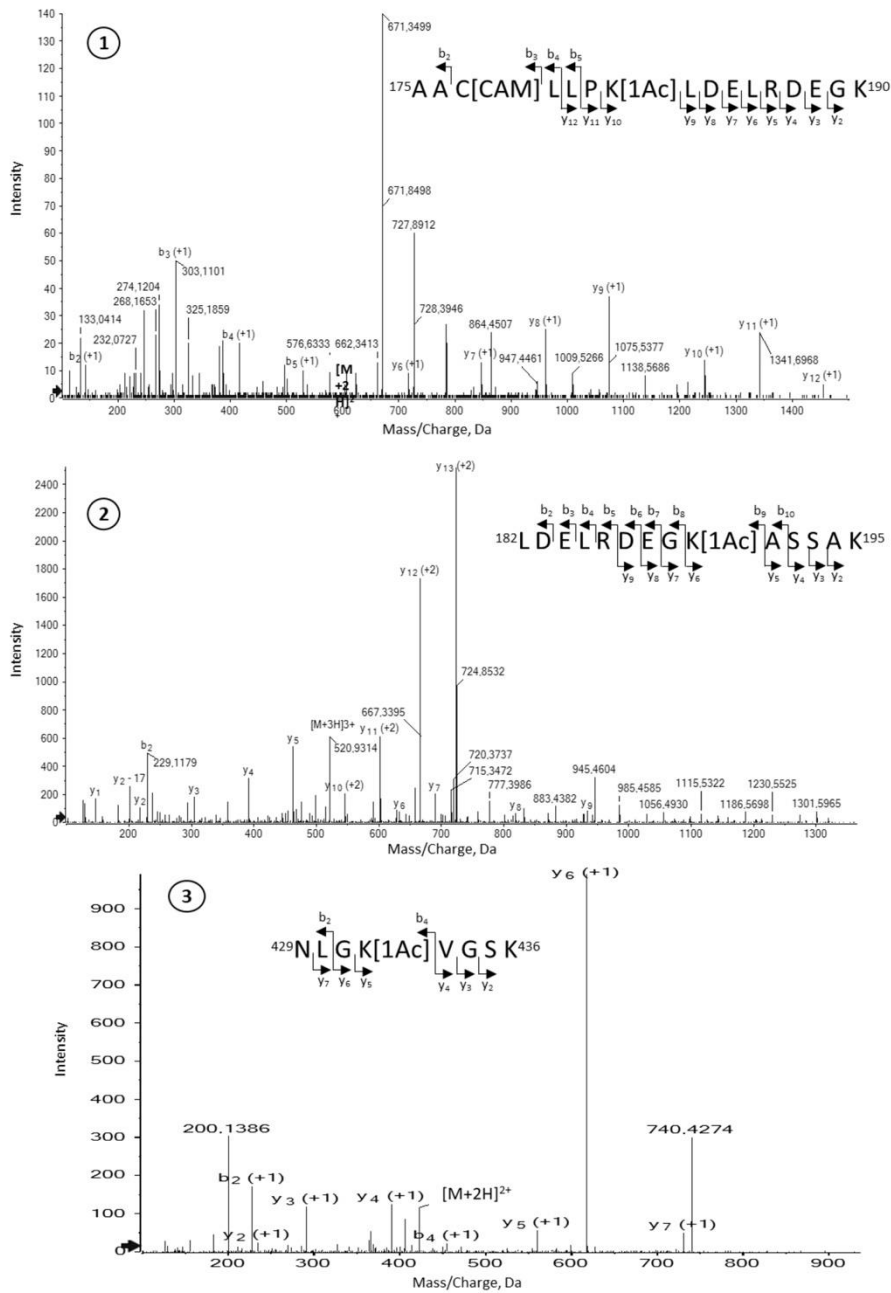 1
175A A C[CAM]L L P K[1Ac]L D E L R D E G K190
b2 b3 b4 b5
y12 y11 y10 y9 y8 y7 y6 y5 y4 y3 y2
Intensity
140
130
120
110
100
90
80
70
60
50
40
30
20
10
0
671,3499
671,8498
727,8912
728,3946
b3 (+1)
303,1101
274,1204
268,1653
325,1859
133,0414
232,0727
b2 (+1)
b4 (+1)
b5 (+1)
576,6333
662,3413
[M
+2
H]2
+
y6 (+1)
y7 (+1)
864,4507
y8 (+1)
947,4461
1009,5266
y9 (+1)
1075,5377
1138,5686
y10 (+1)
y11 (+1)
1341,6968
y12 (+1)
200 300 400 500 600 700 800 900 1000 1100 1200 1300 1400
Mass/Charge, Da
2
182L D E L R D E G K[1Ac]A S S A K195
b2 b3 b4 b5 b6 b7 b8 b9 b10
y9 y8 y7 y6 y5 y4 y3 y2
Intensity
2400
2200
2000
1800
1600
1400
1200
1000
800
600
400
200
0
y13 (+2)
y12 (+2)
724,8532
667,3395
[M+3H]3+
y11 (+2)
520,9314
b2
229,1179
y5
y4
y2 - 17
y1
y2
y3
y10 (+2)
y6
y7
720,3737
715,3472
777,3986
y8
883,4382
y9
945,4604
985,4585
1056,4930
1115,5322
1186,5698
1230,5525
1301,5965
100 200 300 400 500 600 700 800 900 1000 1100 1200 1300
Mass/Charge, Da
3
429N L G K[1Ac]V G S K436
b2 b4
y7 y6 y5 y4 y3 y2
Intensity
900
800
700
600
500
400
300
200
100
0
y6 (+1)
200.1386
740.4274
b2 (+1)
y3 (+1)
y4 (+1)
[M+2H]2+
y2 (+1)
b4 (+1)
y5 (+1)
y7 (+1)
200 300 400 500 600 700 800 900
Mass/Charge, Da